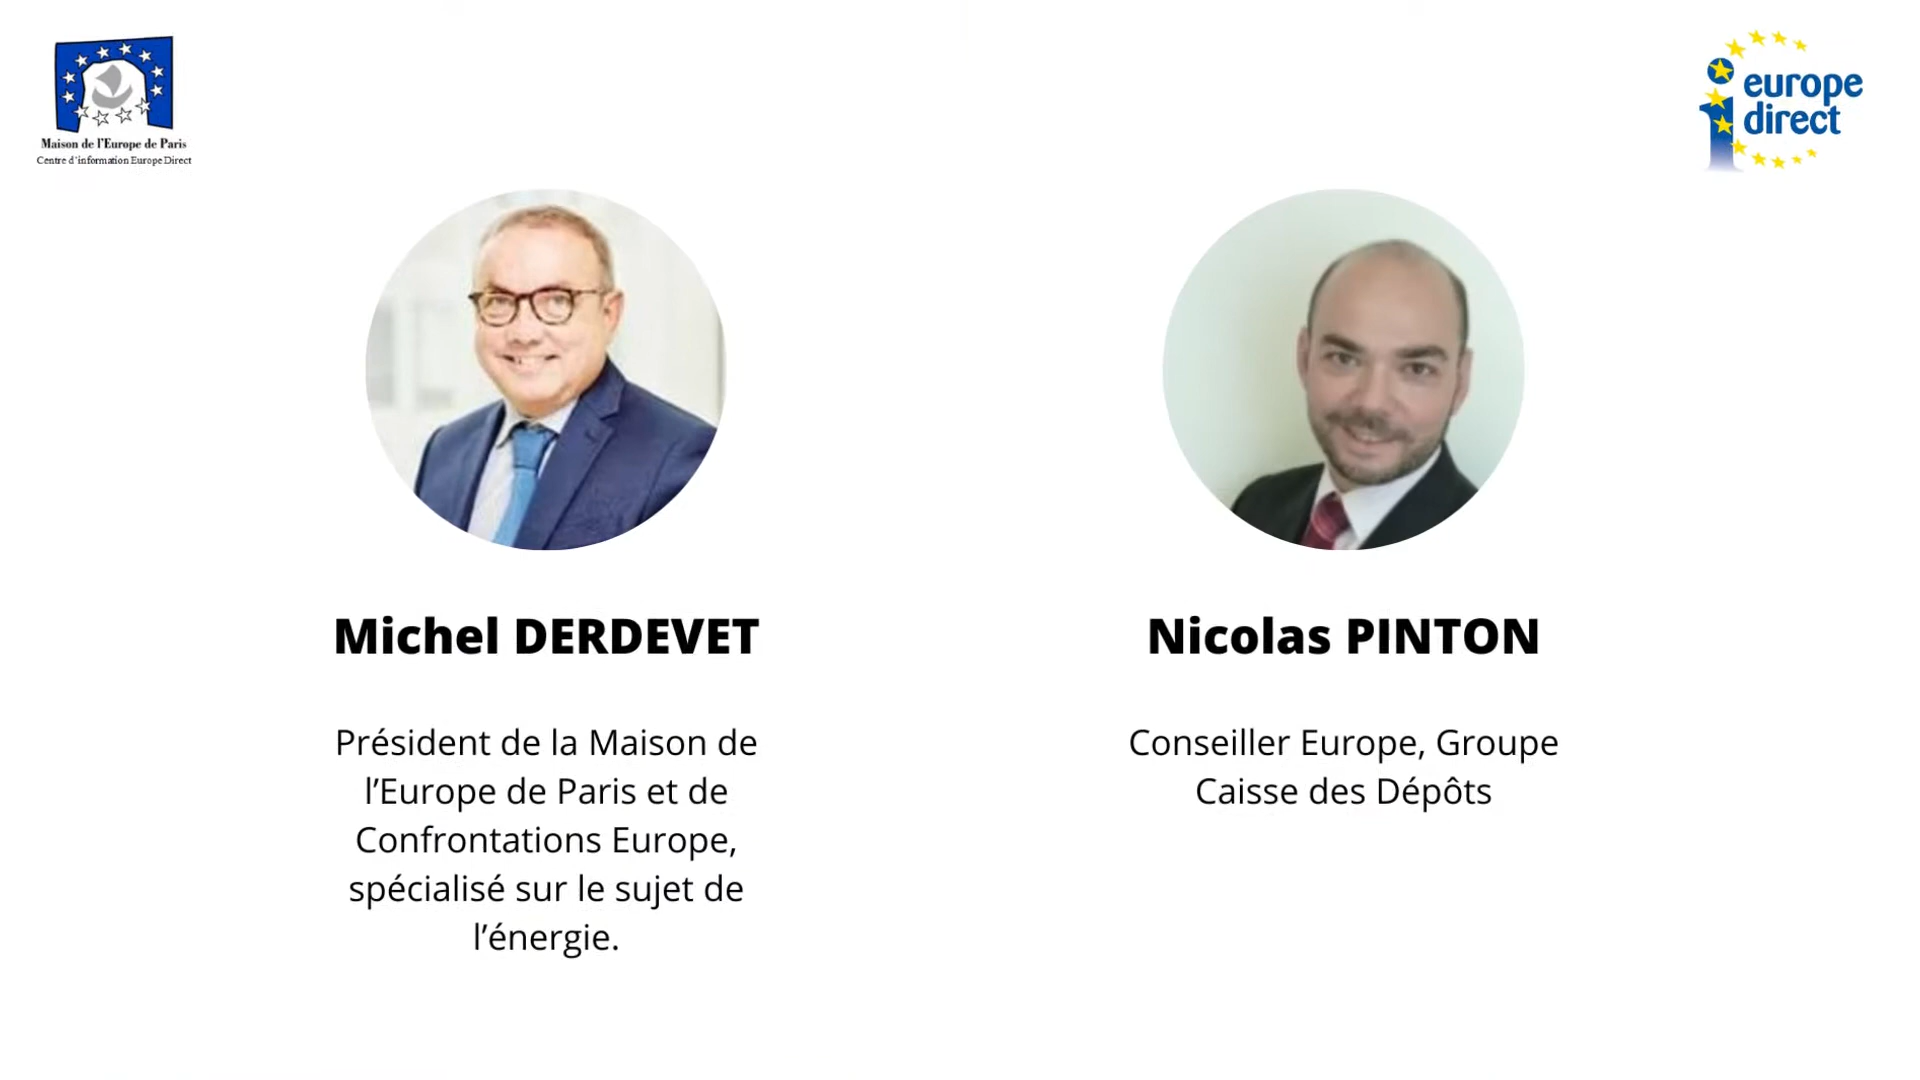 Maison de l'Europe de Paris
Centre d'information Europe Direct
europe
direct
Michel DERDEVET
Président de la Maison de
l’Europe de Paris et de
Confrontations Europe,
spécialisé sur le sujet de
l’énergie.
Nicolas PINTON
Conseiller Europe, Groupe
Caisse des Dépôts